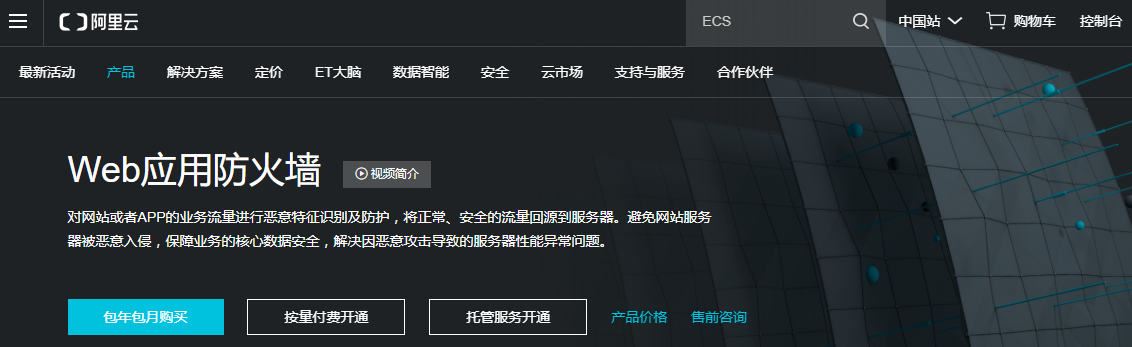 阿里云
ECS
中国站
购物车
控制台
最新活动 产品 解决方案 定价 ET大脑 数据智能 安全 云市场 支持与服务 合作伙伴
Web应用防火墙
视频简介
对网站或者APP的业务流量进行恶意特征识别及防护，将正常、安全的流量回源到服务器。避免网站服务
器被恶意入侵，保障业务的核心数据安全，解决因恶意攻击导致的服务器性能异常问题。
包年包月购买
按量付费开通
托管服务开通
产品价格
售前咨询